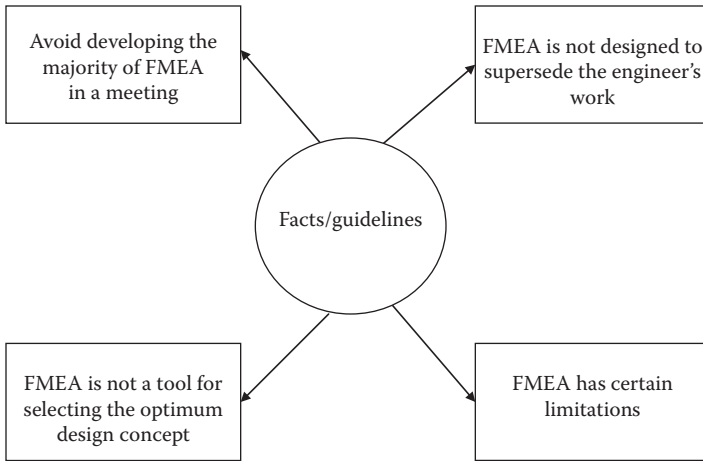 Avoid developing the
majority of FMEA
in a meeting
FMEA is not designed to
supersede the engineer's
work
Facts/guidelines
FMEA is not a tool for
selecting the optimum
design concept
FMEA has certain
limitations